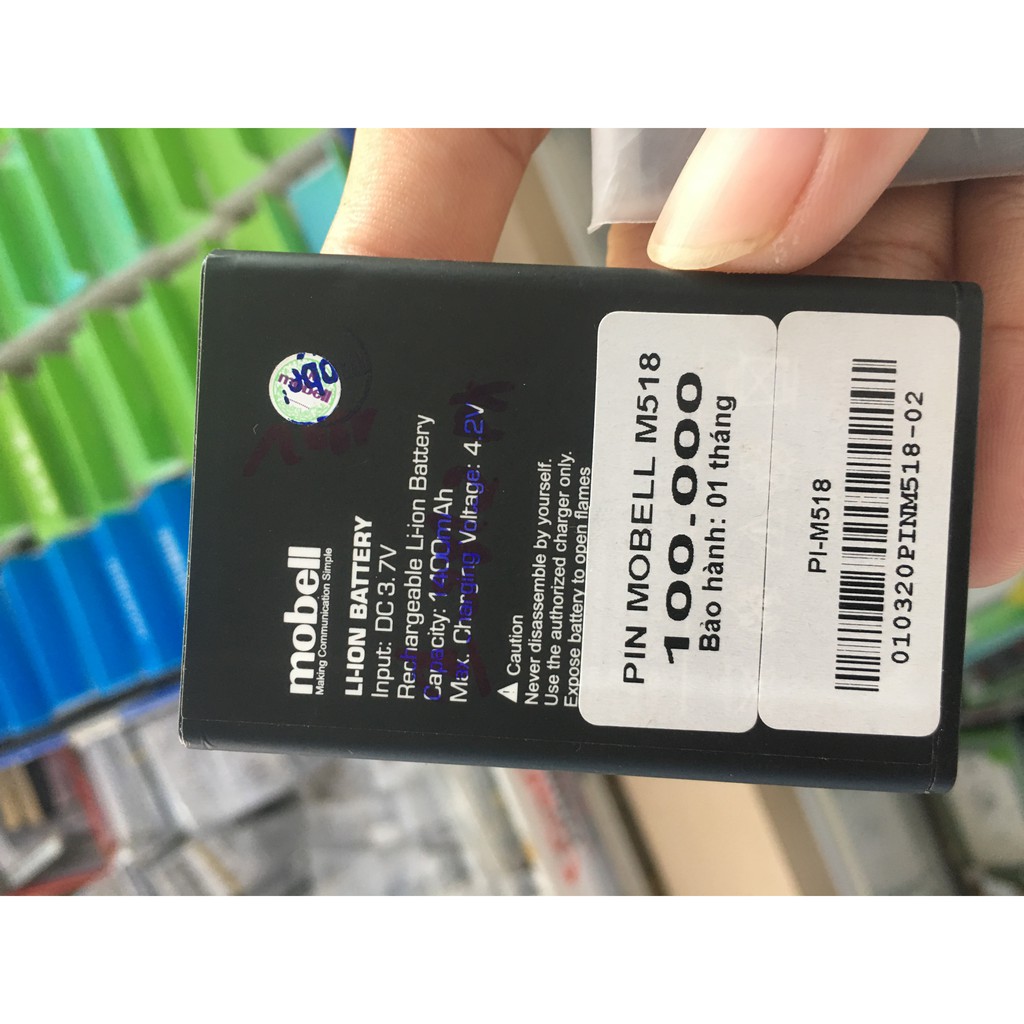 mobell
Making Communication Simple
LI-ION BATTERY
Input: DC 3.7V
Rechargeable Li-ion Battery
Capacity: 1400mAh
Max. Charging Voltage: 4.2V
Caution
Never disassemble by yourself.
Use the authorized charger only.
Expose battery to open flames
PIN MOBELL M518
100.000
Bảo hành: 01 tháng
PI-M518
010320PINM518-02